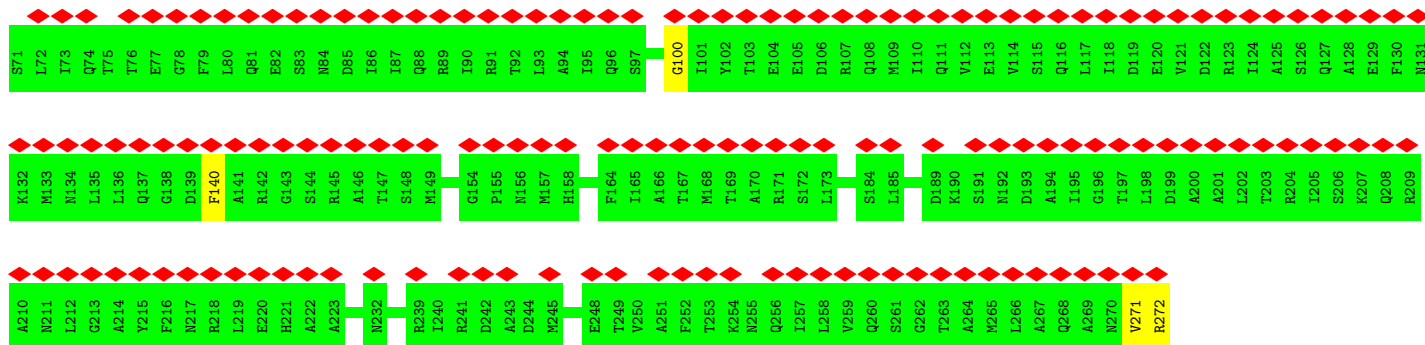 S71 L72 I73 Q74 T75 T76 E77 G78 F79 L80 Q81 E82 S83 N84 D85 I86 I87 Q88 R89 I90 R91 T92 L93 A94 I95 Q96 S97 G100 I101 Y102 T103 E104 E105 D106 R107 Q108 M109 I110 Q111 V112 E113 V114 S115 Q116 L117 I118 D119 E120 V121 D122 R123 I124 A125 S126 Q127 A128 E129 F130 N131
K132 M133 N134 L135 L136 Q137 G138 D139 F140 A141 R142 G143 S144 R145 A146 T147 S148 M149 G154 P155 N156 M157 H158 F164 I165 A166 T167 M168 T169 A170 R171 S172 L173 S184 L185 D189 K190 S191 N192 D193 A194 I195 G196 T197 L198 D199 A200 A201 L202 T203 R204 I205 S206 K207 Q208 R209
A210 N211 L212 G213 A214 Y215 F216 N217 R218 L219 E220 H221 A222 A223 N232 R239 I240 R241 D242 A243 D244 M245 E248 T249 V250 A251 F252 T253 K254 N255 Q256 I257 L258 V259 Q260 S261 G262 T263 A264 M265 L266 A267 Q268 A269 N270 V271 R272